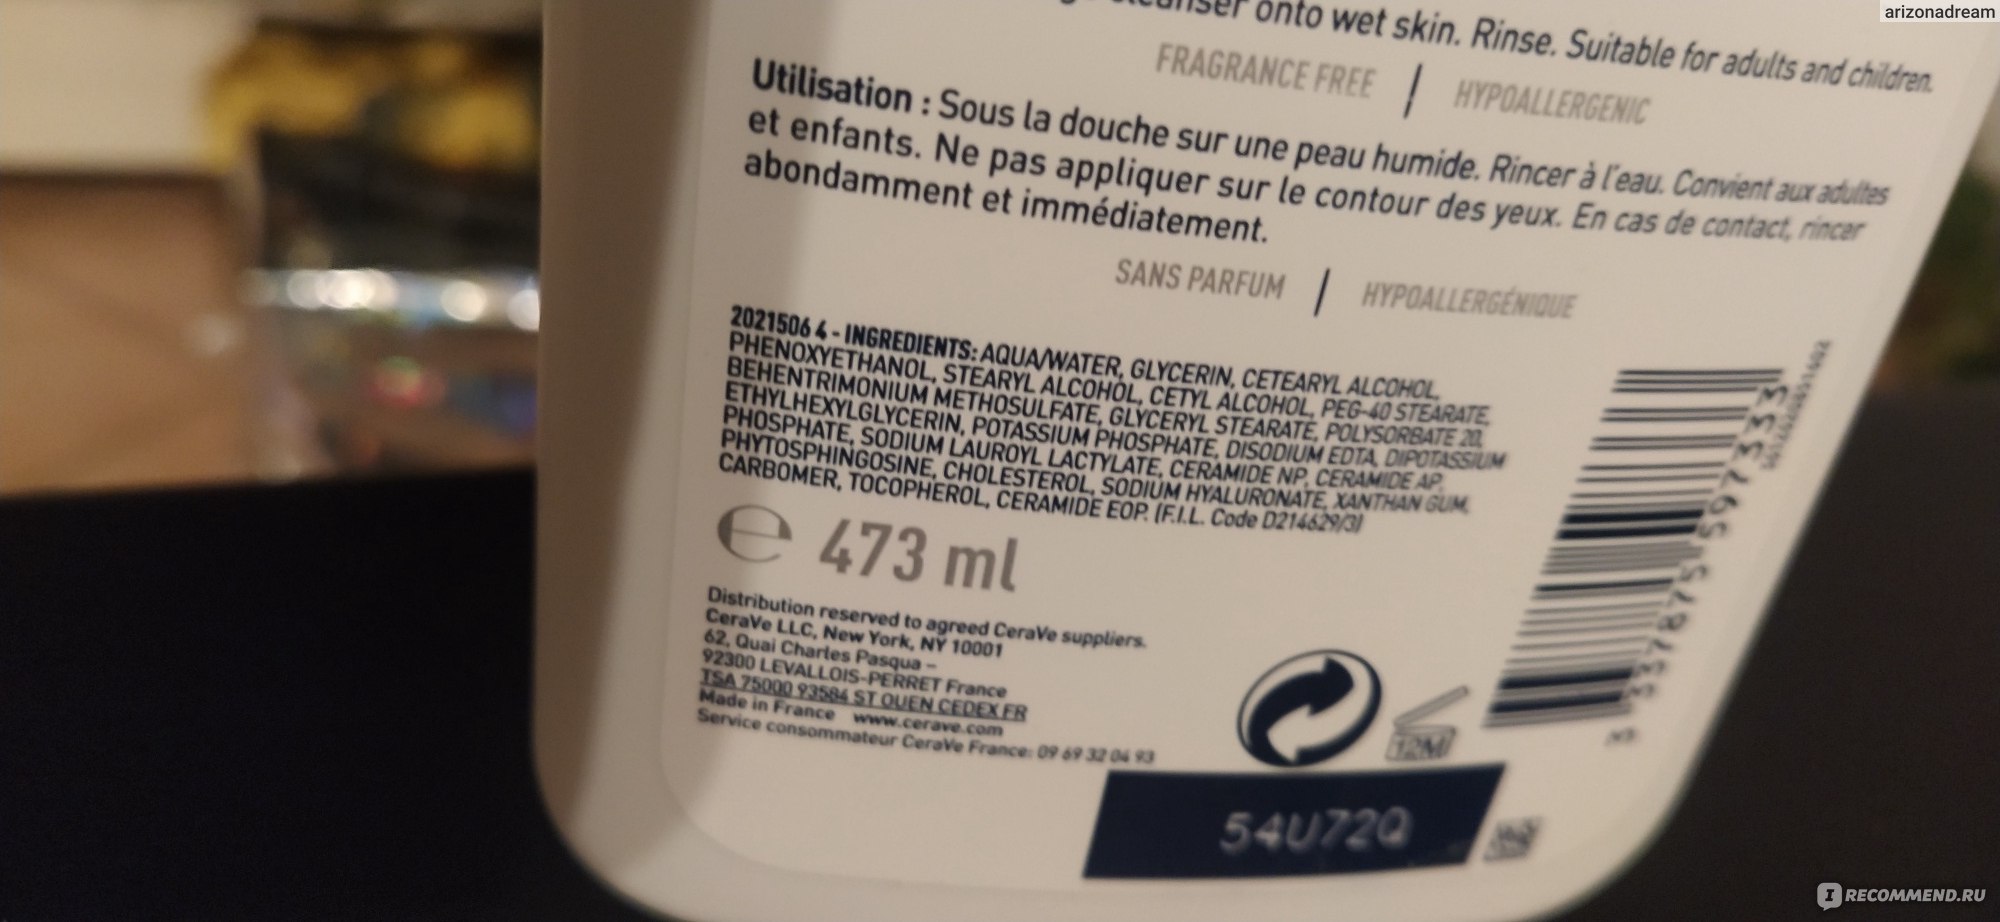 arizonadream
cleanser onto wet skin. Rinse. Suitable for adults and children.
FRAGRANCE FREE | HYPOALLERGENIC
Utilisation : Sous la douche sur une peau humide. Rincer à l'eau. Convient aux adultes
et enfants. Ne pas appliquer sur le contour des yeux. En cas de contact, rincer
abondamment et immédiatement.
SANS PARFUM | HYPOALLERGÉNIQUE
2021506 4 - INGREDIENTS: AQUA/WATER, GLYCERIN, CETEARYL ALCOHOL,
PHENOXYETHANOL, STEARYL ALCOHOL, CETYL ALCOHOL, PEG-40 STEARATE,
BEHENTRIMONIUM METHOSULFATE, GLYCERYL STEARATE, POLYSORBATE 20,
ETHYLHEXYLGLYCERIN, POTASSIUM PHOSPHATE, DISODIUM EDTA, DIPOTASSIUM
PHOSPHATE, SODIUM LAUROYL LACTYLATE, CERAMIDE NP, CERAMIDE AP,
PHYTOSPHINGOSINE, CHOLESTEROL, SODIUM HYALURONATE, XANTHAN GUM,
CARBOMER, TOCOPHEROL, CERAMIDE EOP. (F.I.L. Code D214629/3)
e 473 ml
Distribution reserved to agreed CeraVe suppliers.
CeraVe LLC, New York, NY 10001
62, Quai Charles Pasqua –
92300 LEVALLOIS-PERRET France
TSA 75000 93584 ST OUEN CEDEX FR
Made in France www.cerave.com
Service consommateur CeraVe France: 09 69 32 04 93
12M
3337875597333
54U72Q
I RECOMMEND.RU